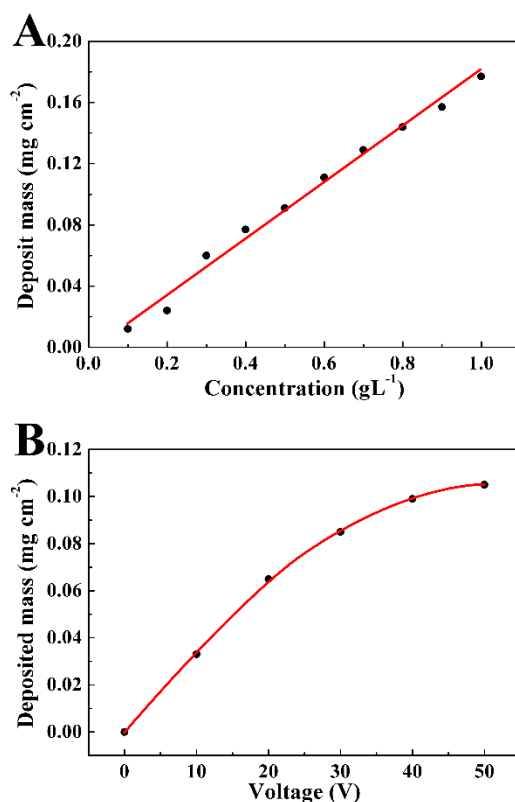 A
Deposit mass (mg cm⁻²)
0.20
0.16
0.12
0.08
0.04
0.00
0.0 0.2 0.4 0.6 0.8 1.0
Concentration (gL⁻¹)
B
Deposited mass (mg cm⁻²)
0.12
0.10
0.08
0.06
0.04
0.02
0.00
0 10 20 30 40 50
Voltage (V)